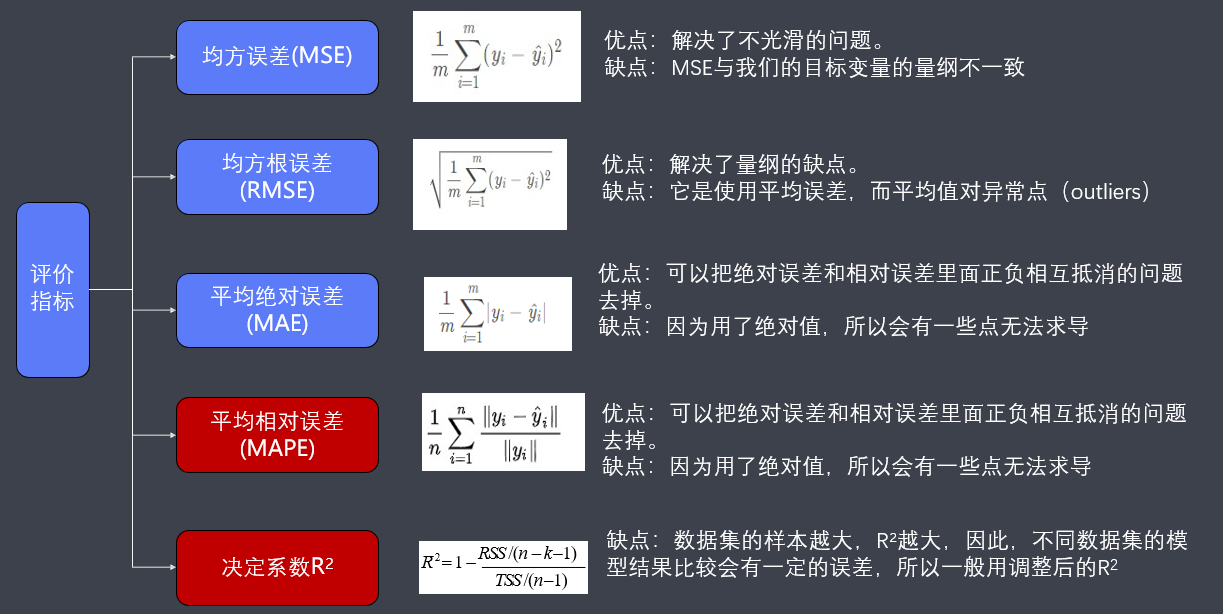 评价
指标
均方误差(MSE)
\frac{1}{m}\sum_{i=1}^{m}(y_i - \hat{y}_i)^2
优点：解决了不光滑的问题。
缺点：MSE与我们的目标变量的量纲不一致
均方根误差
(RMSE)
\sqrt{\frac{1}{m}\sum_{i=1}^{m}(y_i - \hat{y}_i)^2}
优点：解决了量纲的缺点。
缺点：它是使用平均误差，而平均值对异常点（outliers）
平均绝对误差
(MAE)
\frac{1}{m}\sum_{i=1}^{m}|y_i - \hat{y}_i|
优点：可以把绝对误差和相对误差里面正负相互抵消的问题
去掉。
缺点：因为用了绝对值，所以会有一些点无法求导
平均相对误差
(MAPE)
\frac{1}{n}\sum_{i=1}^{n}\frac{\|y_i - \hat{y}_i\|}{\|y_i\|}
优点：可以把绝对误差和相对误差里面正负相互抵消的问题
去掉。
缺点：因为用了绝对值，所以会有一些点无法求导
决定系数R²
R^2=1-\frac{RSS/(n-k-1)}{TSS/(n-1)}
缺点：数据集的样本越大，R²越大，因此，不同数据集的模
型结果比较会有一定的误差，所以一般用调整后的R²